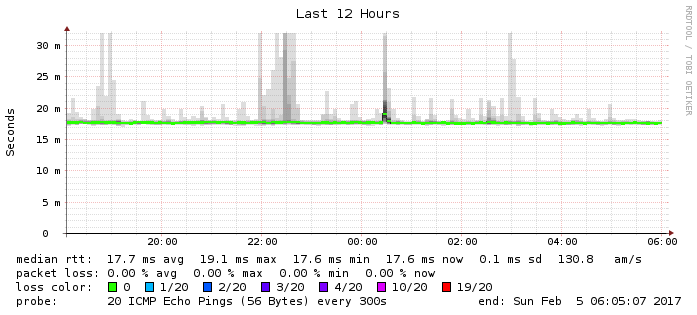 Last 12 Hours
RRDTOOL / TOBI OETIKER
Seconds
30 m
25 m
20 m
15 m
10 m
5 m
0
20:00 22:00 00:00 02:00 04:00 06:00
median rtt: 17.7 ms avg 19.1 ms max 17.6 ms min 17.6 ms now 0.1 ms sd 130.8 am/s
packet loss: 0.00 % avg 0.00 % max 0.00 % min 0.00 % now
loss color: 0 1/20 2/20 3/20 4/20 10/20 19/20
probe: 20 ICMP Echo Pings (56 Bytes) every 300s end: Sun Feb 5 06:05:07 2017